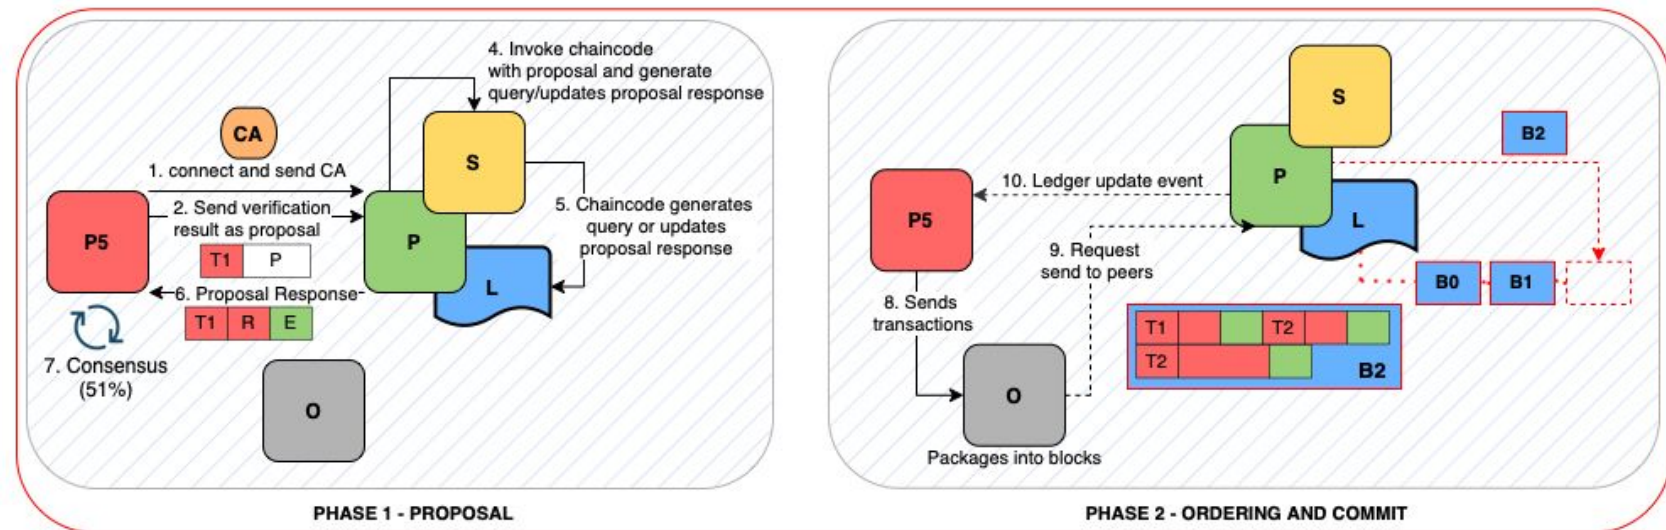 4. Invoke chaincode
with proposal and generate
query/updates proposal response
CA
1. connect and send CA
S
2. Send verification
result as proposal
P5
P
T1 P
5. Chaincode generates
query or updates
proposal response
L
6. Proposal Response
T1 R E
7. Consensus
(51%)
O
PHASE 1 - PROPOSAL
S
B2
P
10. Ledger update event
P5
L
9. Request
send to peers
B0 B1
8. Sends
transactions
T1 T2
T2
B2
O
Packages into blocks
PHASE 2 - ORDERING AND COMMIT